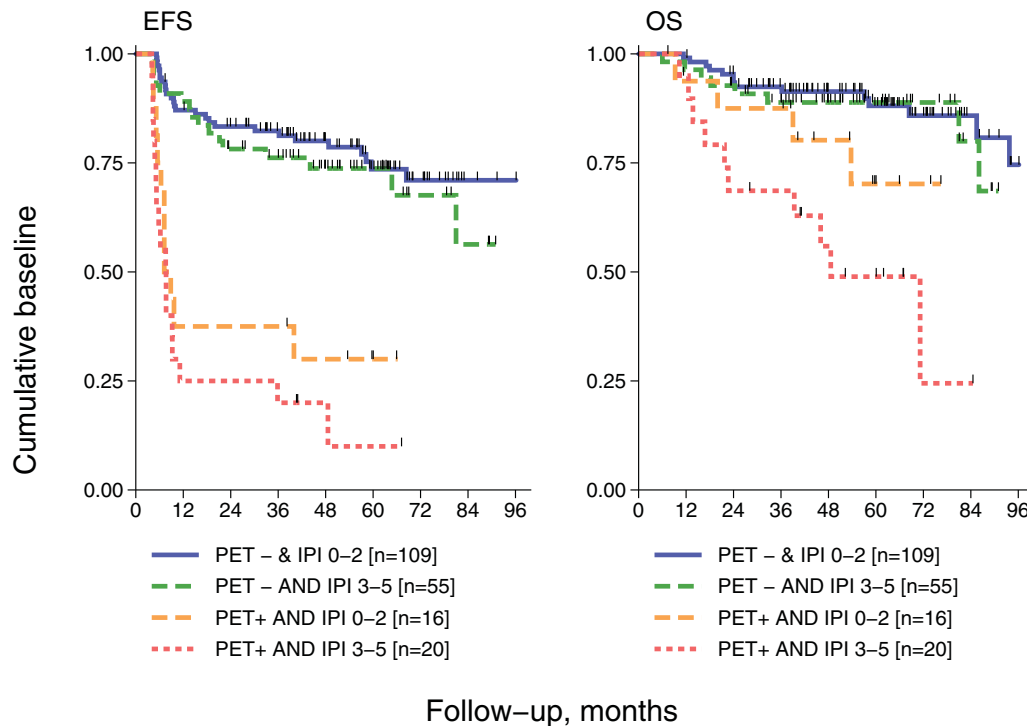 EFS
OS
Cumulative baseline
1.00
0.75
0.50
0.25
0.00
0 12 24 36 48 60 72 84 96
1.00
0.75
0.50
0.25
0.00
0 12 24 36 48 60 72 84 96
PET − & IPI 0−2 [n=109]
PET − AND IPI 3−5 [n=55]
PET+ AND IPI 0−2 [n=16]
PET+ AND IPI 3−5 [n=20]
PET − & IPI 0−2 [n=109]
PET − AND IPI 3−5 [n=55]
PET+ AND IPI 0−2 [n=16]
PET+ AND IPI 3−5 [n=20]
Follow−up, months